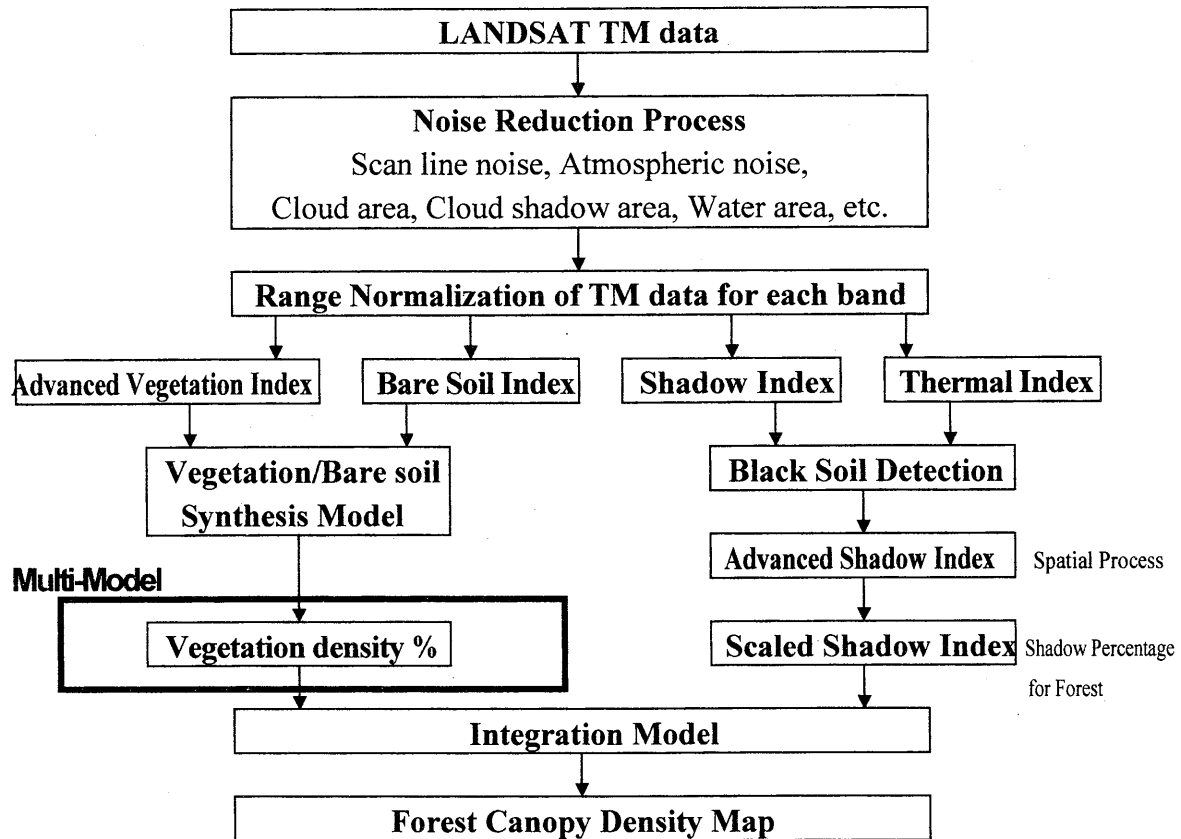 LANDSAT TM data
Noise Reduction Process
Scan line noise, Atmospheric noise,
Cloud area, Cloud shadow area, Water area, etc.
Range Normalization of TM data for each band
Advanced Vegetation Index
Bare Soil Index
Shadow Index
Thermal Index
Vegetation/Bare soil
Synthesis Model
Black Soil Detection
Advanced Shadow Index
Spatial Process
Multi-Model
Vegetation density %
Scaled Shadow Index
Shadow Percentage
for Forest
Integration Model
Forest Canopy Density Map